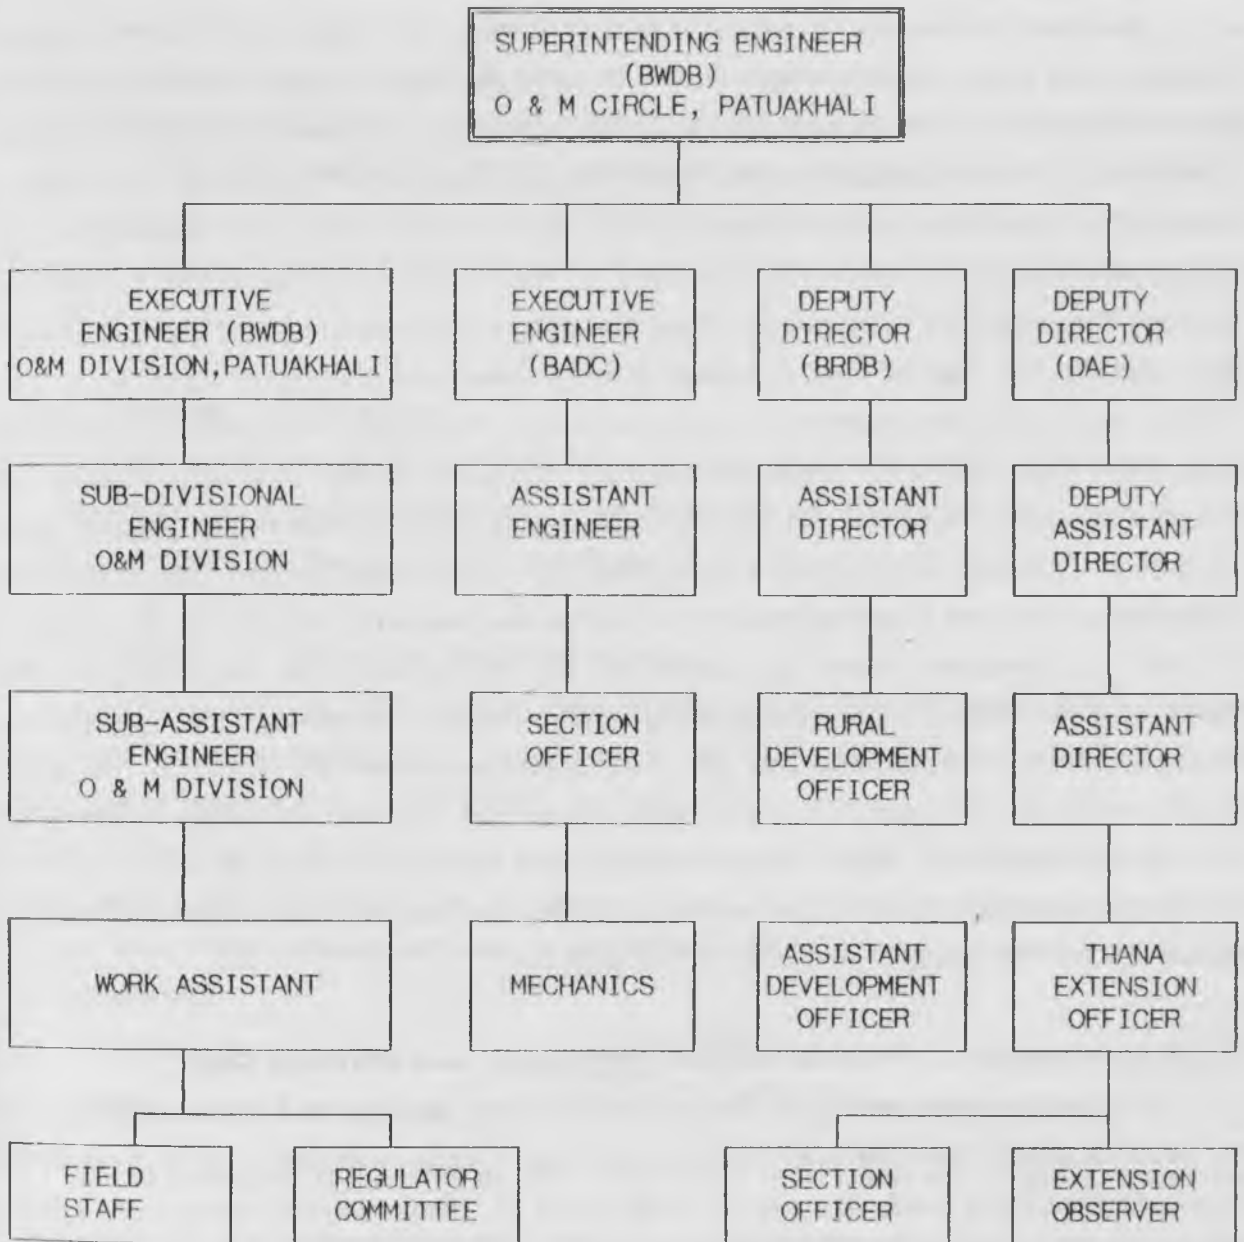 SUPERINTENDING ENGINEER
(BWDB)
O & M CIRCLE, PATUAKHALI
EXECUTIVE
ENGINEER (BWDB)
O&M DIVISION,PATUAKHALI
EXECUTIVE
ENGINEER
(BADC)
DEPUTY
DIRECTOR
(BRDB)
DEPUTY
DIRECTOR
(DAE)
SUB-DIVISIONAL
ENGINEER
O&M DIVISION
ASSISTANT
ENGINEER
ASSISTANT
DIRECTOR
DEPUTY
ASSISTANT
DIRECTOR
SUB-ASSISTANT
ENGINEER
O & M DIVISION
SECTION
OFFICER
RURAL
DEVELOPMENT
OFFICER
ASSISTANT
DIRECTOR
WORK ASSISTANT
MECHANICS
ASSISTANT
DEVELOPMENT
OFFICER
THANA
EXTENSION
OFFICER
FIELD
STAFF
REGULATOR
COMMITTEE
SECTION
OFFICER
EXTENSION
OBSERVER